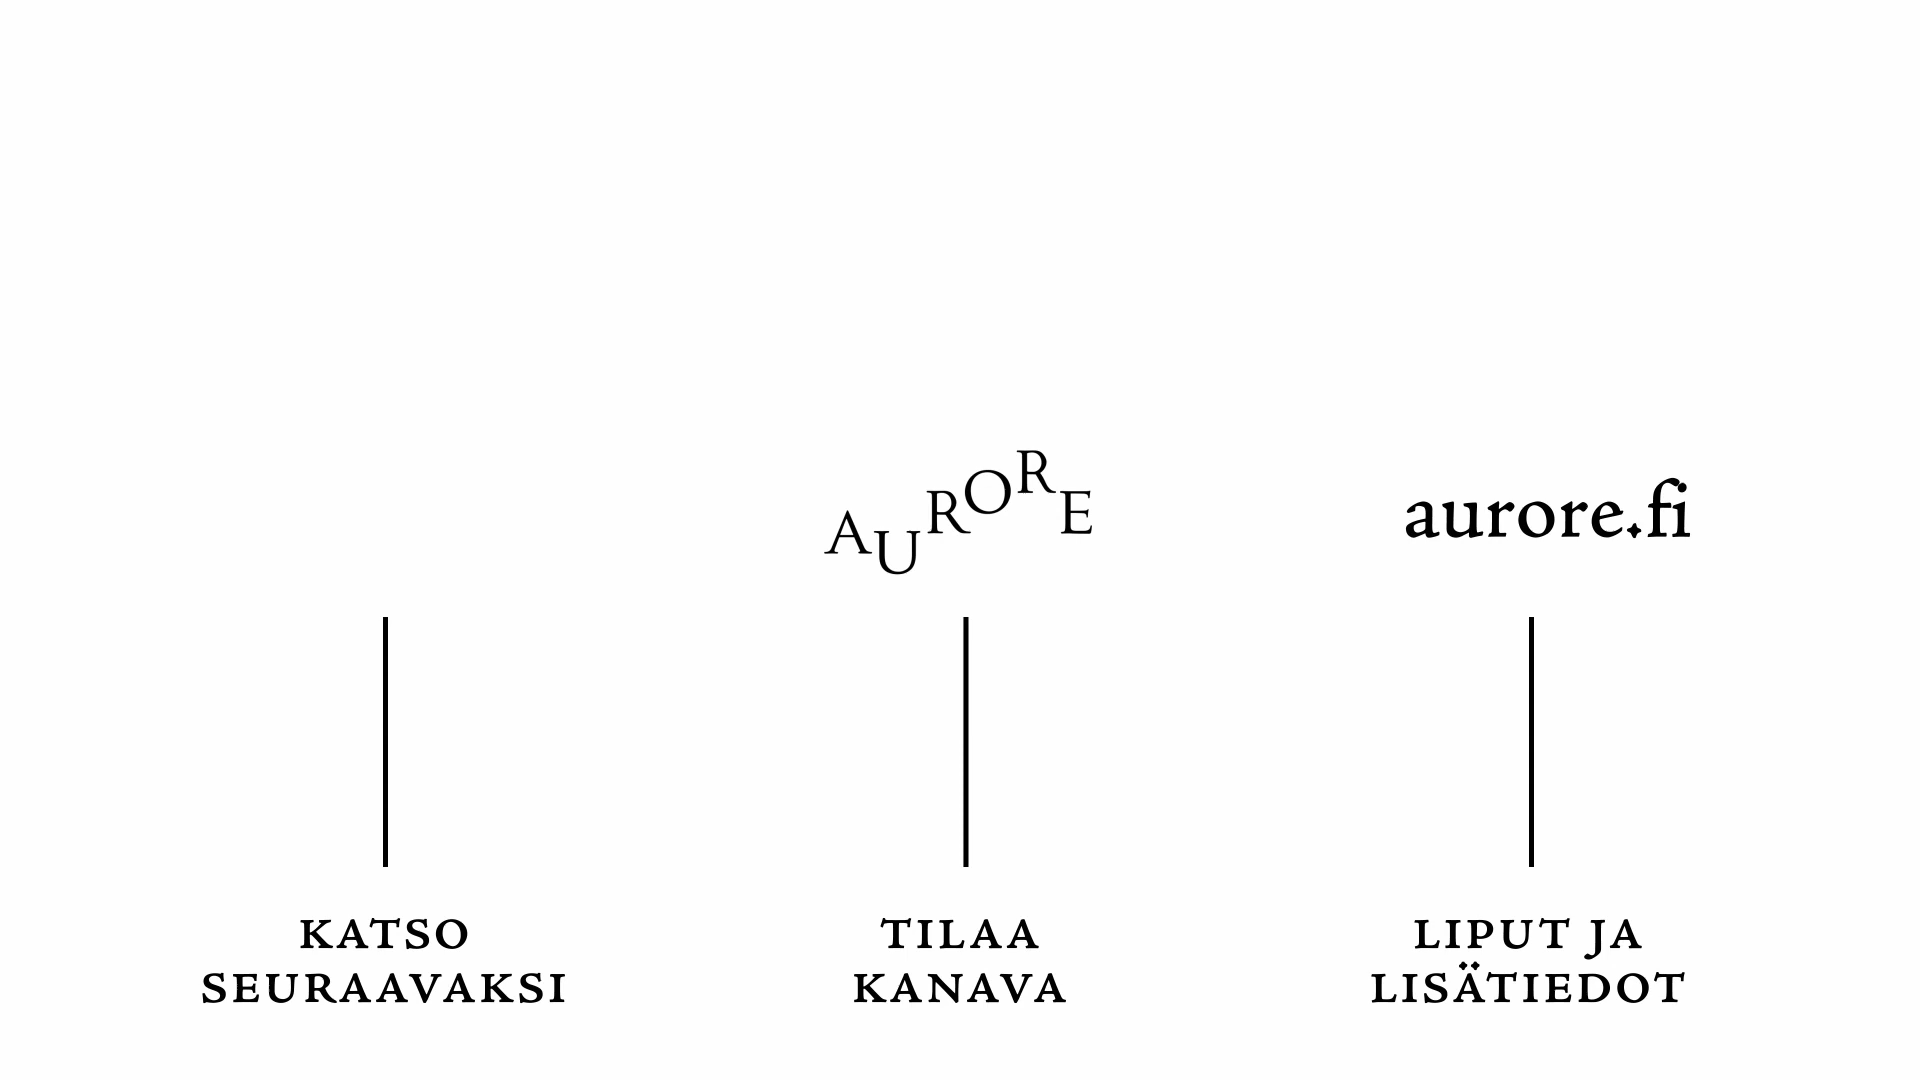 AURORE
aurore.fi
KATSO
SEURAAVAKSI
TILAA
KANAVA
LIPUT JA
LISÄTIEDOT